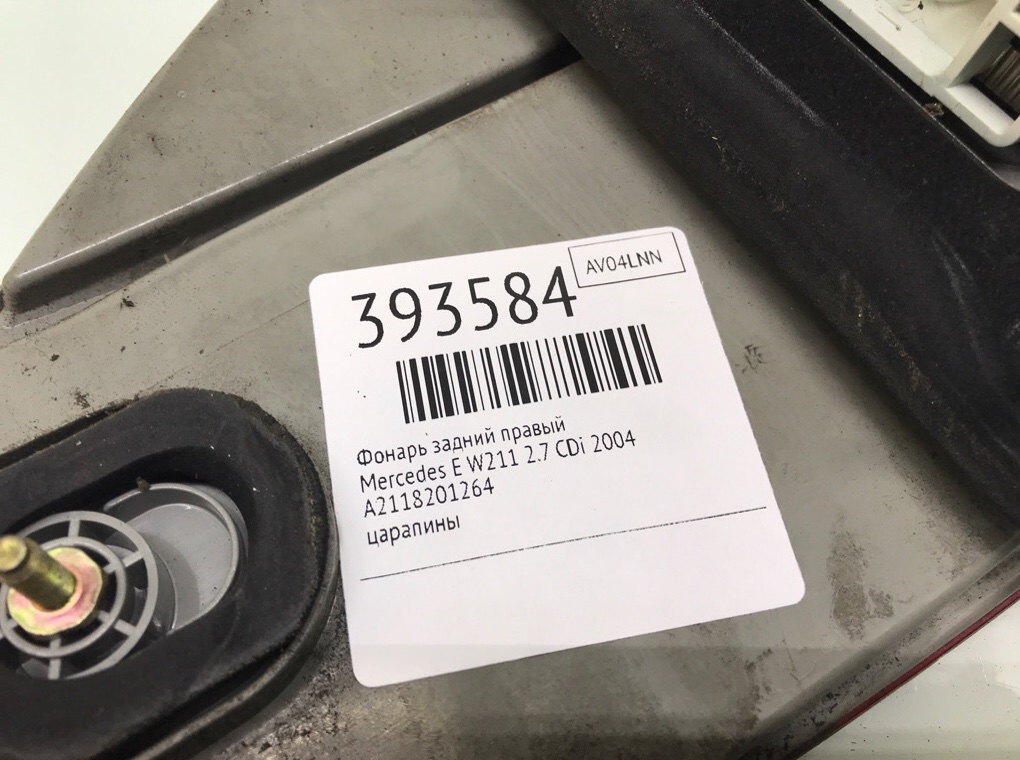 AV04LNN
393584
Фонарь задний правый
Mercedes E W211 2.7 CDi 2004
A2118201264
царапины